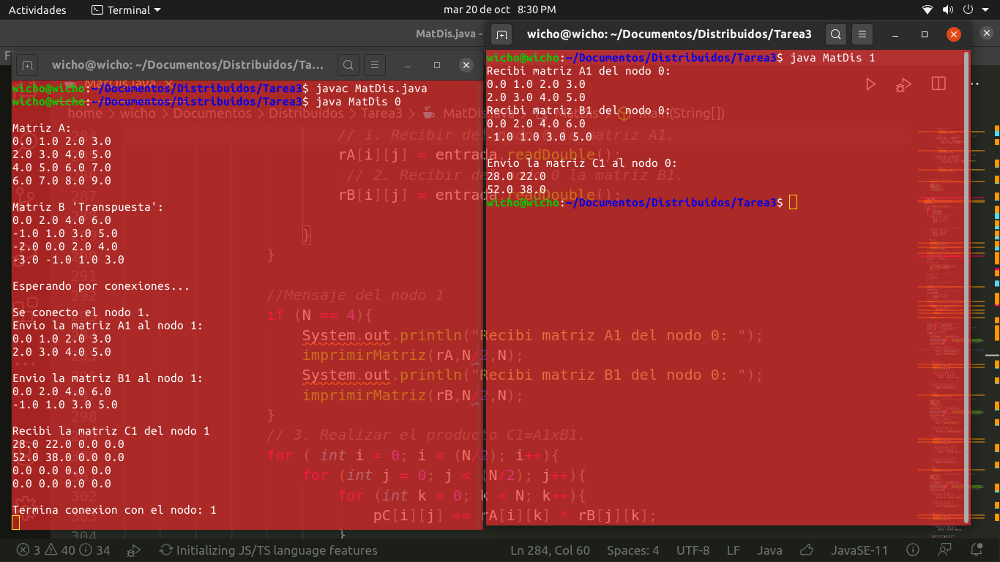 Actividades
Terminal
mar 20 de oct 8:30 PM
MatDis.java -
wicho@wicho: ~/Documentos/Distribuidos/Ta...
wicho@wicho:~/Documentos/Distribuidos/Tarea3$ javac MatDis.java
wicho@wicho:~/Documentos/Distribuidos/Tarea3$ java MatDis 0
Matriz A:
0.0 1.0 2.0 3.0
2.0 3.0 4.0 5.0
4.0 5.0 6.0 7.0
6.0 7.0 8.0 9.0
Matriz B 'Transpuesta':
0.0 2.0 4.0 6.0
-1.0 1.0 3.0 5.0
-2.0 0.0 2.0 4.0
-3.0 -1.0 1.0 3.0
Esperando por conexiones...
Se conecto el nodo 1.
Envio la matriz A1 al nodo 1:
0.0 1.0 2.0 3.0
2.0 3.0 4.0 5.0
Envio la matriz B1 al nodo 1:
0.0 2.0 4.0 6.0
-1.0 1.0 3.0 5.0
Recibi la matriz C1 del nodo 1
28.0 22.0 0.0 0.0
52.0 38.0 0.0 0.0
0.0 0.0 0.0 0.0
0.0 0.0 0.0 0.0
Termina conexion con el nodo: 1
wicho@wicho: ~/Documentos/Distribuidos/Tarea3
wicho@wicho:~/Documentos/Distribuidos/Tarea3$ java MatDis 1
Recibi matriz A1 del nodo 0:
0.0 1.0 2.0 3.0
2.0 3.0 4.0 5.0
Recibi matriz B1 del nodo 0:
0.0 2.0 4.0 6.0
-1.0 1.0 3.0 5.0
Envio la matriz C1 al nodo 0:
28.0 22.0
52.0 38.0
wicho@wicho:~/Documentos/Distribuidos/Tarea3$
MatDis.java
home > wicho > Documentos > Distribuidos > Tarea3 > MatDis.java > MatDis > main(String[])
// 1. Recibir del nodo 0 la matriz A1.
rA[i][j] = entrada.readDouble();
// 2. Recibir del nodo 0 la matriz B1.
rB[i][j] = entrada.readDouble();
}
}
291
292 //Mensaje del nodo 1
if (N == 4){
System.out.println("Recibi matriz A1 del nodo 0: ");
imprimirMatriz(rA,N/2,N);
System.out.println("Recibi matriz B1 del nodo 0: ");
imprimirMatriz(rB,N/2,N);
298 }
// 3. Realizar el producto C1=A1xB1.
for ( int i = 0; i < (N/2); i++){
for (int j = 0; j < (N/2); j++){
302 for (int k = 0; k < N; k++){
303 pC[i][j] += rA[i][k] * rB[j][k];
304 }
3 40 34
Initializing JS/TS language features
Ln 284, Col 60
Spaces: 4
UTF-8
LF
Java
JavaSE-11